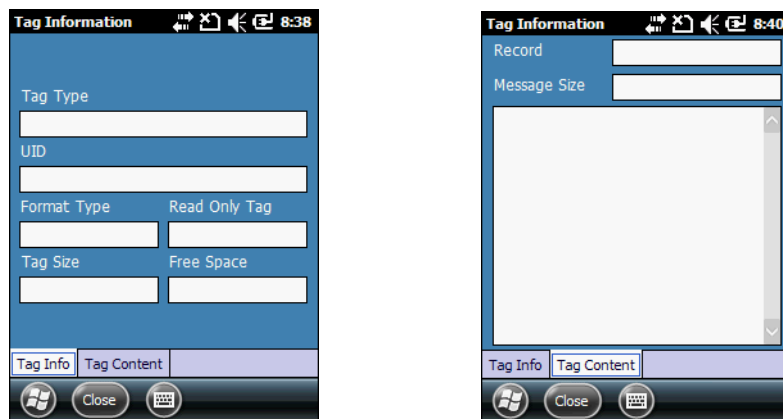 Tag Information 8:38
Tag Type
UID
Format Type Read Only Tag
Tag Size Free Space
Tag Info Tag Content
Close
Tag Information 8:40
Record
Message Size
Tag Info Tag Content
Close